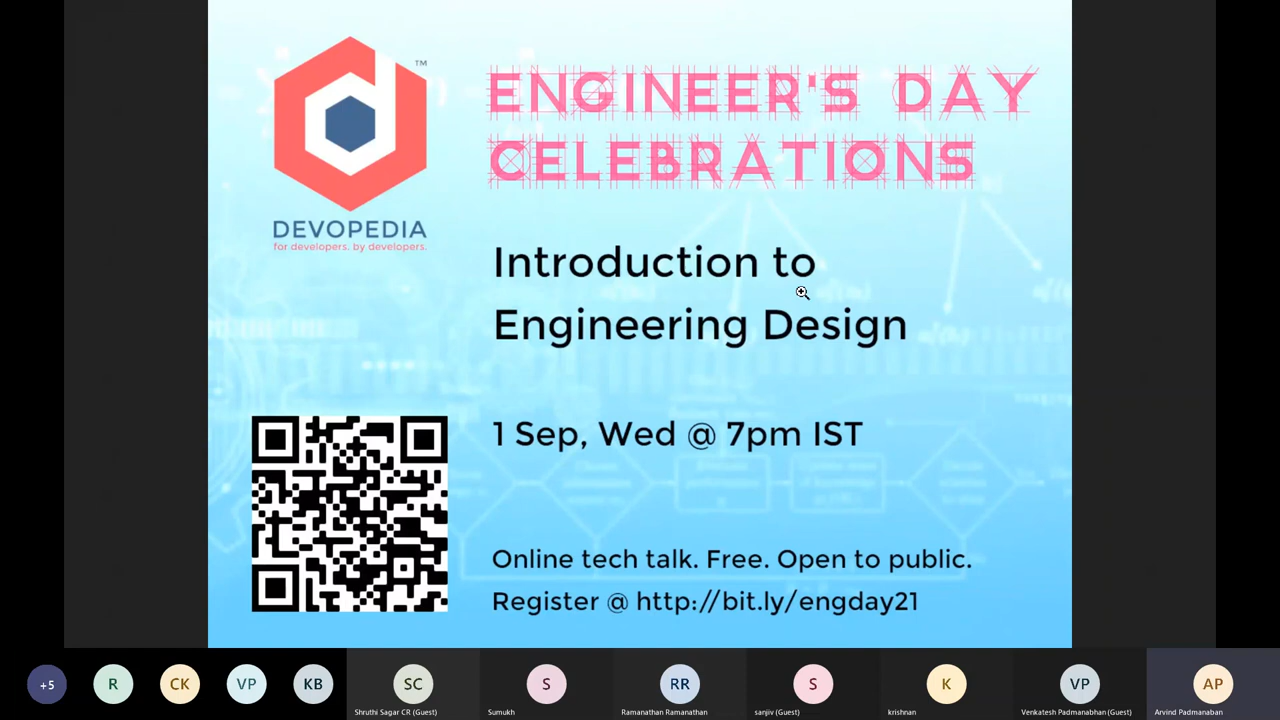 ENGINEER'S DAY
CELEBRATIONS
TM
DEVOPEDIA
for developers. by developers.
Introduction to
Engineering Design
1 Sep, Wed @ 7pm IST
Online tech talk. Free. Open to public.
Register @ http://bit.ly/engday21
+5
R
CK
VP
KB
SC
S
RR
S
K
VP
AP
Shruthi Sagar CR (Guest)
Sumukh
Ramanathan Ramanathan
sanjiv (Guest)
krishnan
Venkatesh Padmanabhan (Guest)
Arvind Padmanaban